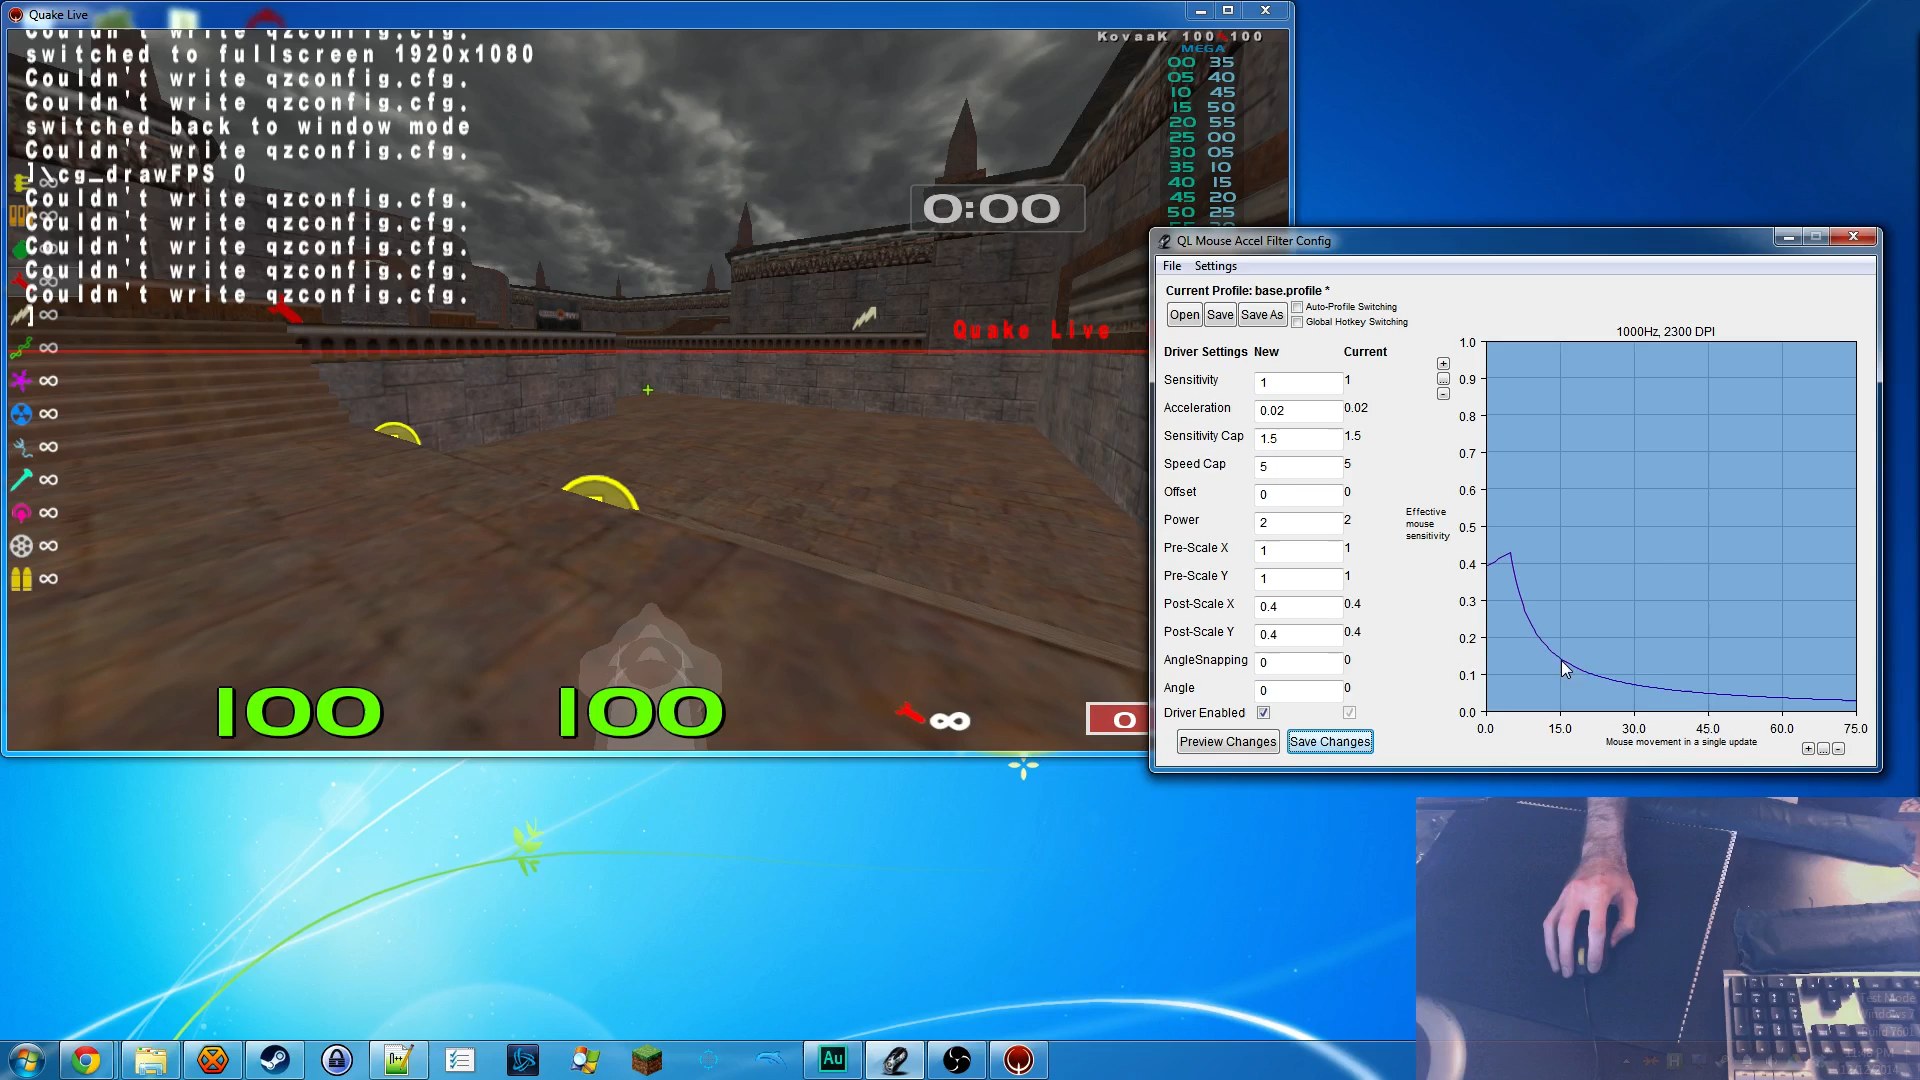 Quake Live
Couldn't write qzconfig.cfg.
switched to fullscreen 1920x1080
Couldn't write qzconfig.cfg.
Couldn't write qzconfig.cfg.
switched back to window mode
Couldn't write qzconfig.cfg.
]\cg_drawFPS 0
Couldn't write qzconfig.cfg.
Couldn't write qzconfig.cfg.
Couldn't write qzconfig.cfg.
Couldn't write qzconfig.cfg.
Couldn't write qzconfig.cfg.
]
KovaaK 100 100
MEGA
00 35
05 40
10 45
15 50
20 55
25 00
30 05
35 10
40 15
45 20
50 25
0:00
Quake Live
∞
∞
∞
∞
∞
∞
∞
∞
∞
100
100
∞
0
QL Mouse Accel Filter Config
File Settings
Current Profile: base.profile *
Open Save Save As
Auto-Profile Switching
Global Hotkey Switching
Driver Settings New Current
Sensitivity 1 1
Acceleration 0.02 0.02
Sensitivity Cap 1.5 1.5
Speed Cap 5 5
Offset 0 0
Power 2 2
Pre-Scale X 1 1
Pre-Scale Y 1 1
Post-Scale X 0.4 0.4
Post-Scale Y 0.4 0.4
AngleSnapping 0 0
Angle 0 0
Driver Enabled
Preview Changes Save Changes
1000Hz, 2300 DPI
+
...
-
1.0
0.9
0.8
0.7
0.6
0.5
0.4
0.3
0.2
0.1
0.0
Effective
mouse
sensitivity
0.0 15.0 30.0 45.0 60.0 75.0
Mouse movement in a single update
+ ... -
Test Mode
Windows 7
Build 7601
Au